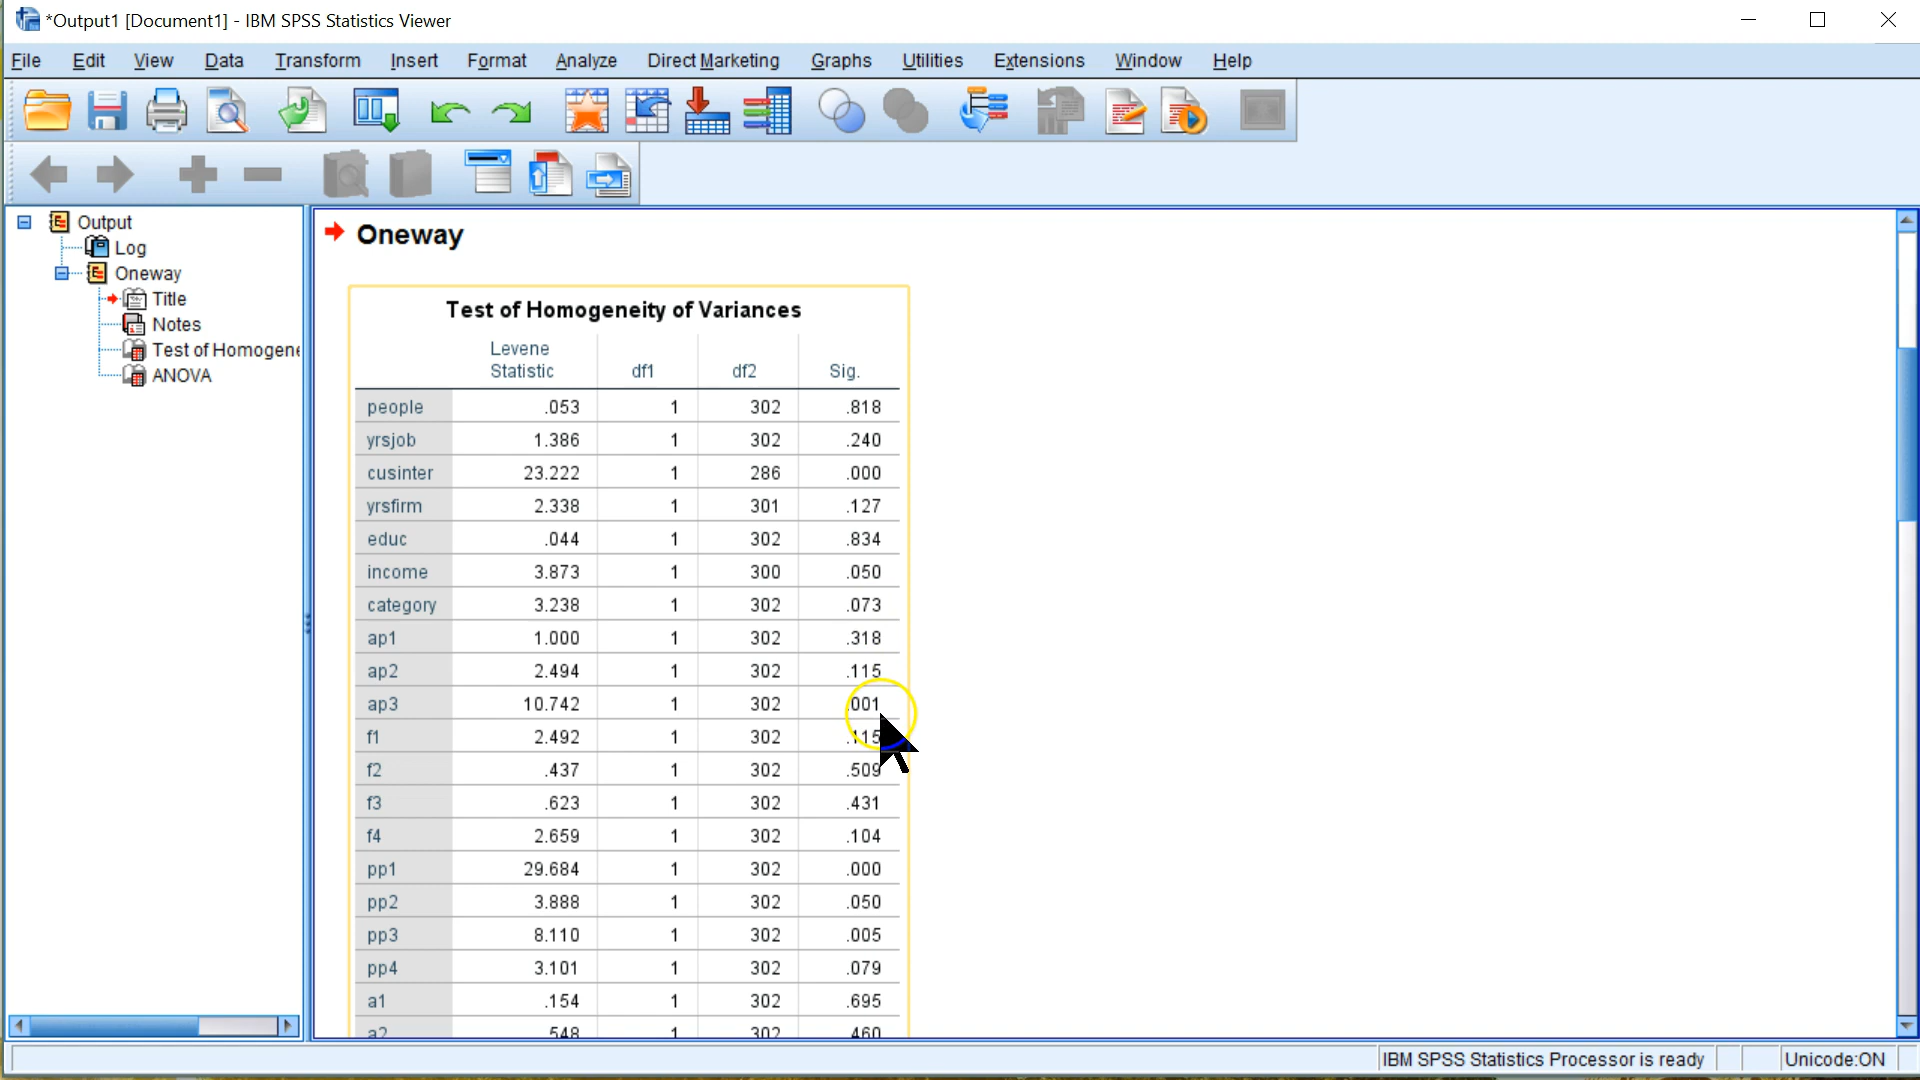 *Output1 [Document1] - IBM SPSS Statistics Viewer
File Edit View Data Transform Insert Format Analyze Direct Marketing Graphs Utilities Extensions Window Help
Output
Log
Oneway
Title
Notes
Test of Homogene
ANOVA
Oneway
Test of Homogeneity of Variances
Levene Statistic df1 df2 Sig.
people .053 1 302 .818
yrsjob 1.386 1 302 .240
cusinter 23.222 1 286 .000
yrsfirm 2.338 1 301 .127
educ .044 1 302 .834
income 3.873 1 300 .050
category 3.238 1 302 .073
ap1 1.000 1 302 .318
ap2 2.494 1 302 .115
ap3 10.742 1 302 .001
f1 2.492 1 302 .115
f2 .437 1 302 .509
f3 .623 1 302 .431
f4 2.659 1 302 .104
pp1 29.684 1 302 .000
pp2 3.888 1 302 .050
pp3 8.110 1 302 .005
pp4 3.101 1 302 .079
a1 .154 1 302 .695
a2 .548 1 302 .460
IBM SPSS Statistics Processor is ready Unicode:ON